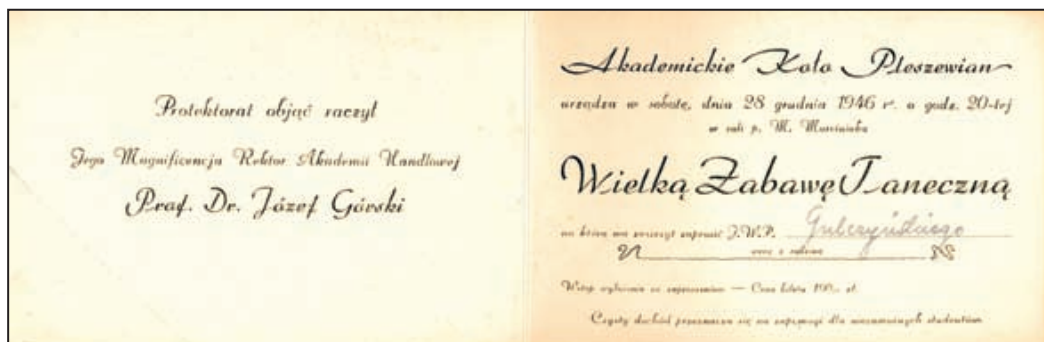 Protektorat objąć raczył
Jego Magnificencja Rektor Akademii Handlowej
Prof. Dr. Józef Górski
Akademickie Koło Pleszewian
urządza w sobotę, dnia 28 grudnia 1946 r. o godz. 20-tej
w sali p. M. Marciniaka
Wielką Zabawę Taneczną
na którą ma zaszczyt zaprosić J.W.P. Gulczyńskiego
wraz z rodziną
Wstęp wyłącznie za zaproszeniem — Cena biletu 100,- zł.
Czysty dochód przeznacza się na zapomogi dla niezamożnych studentów